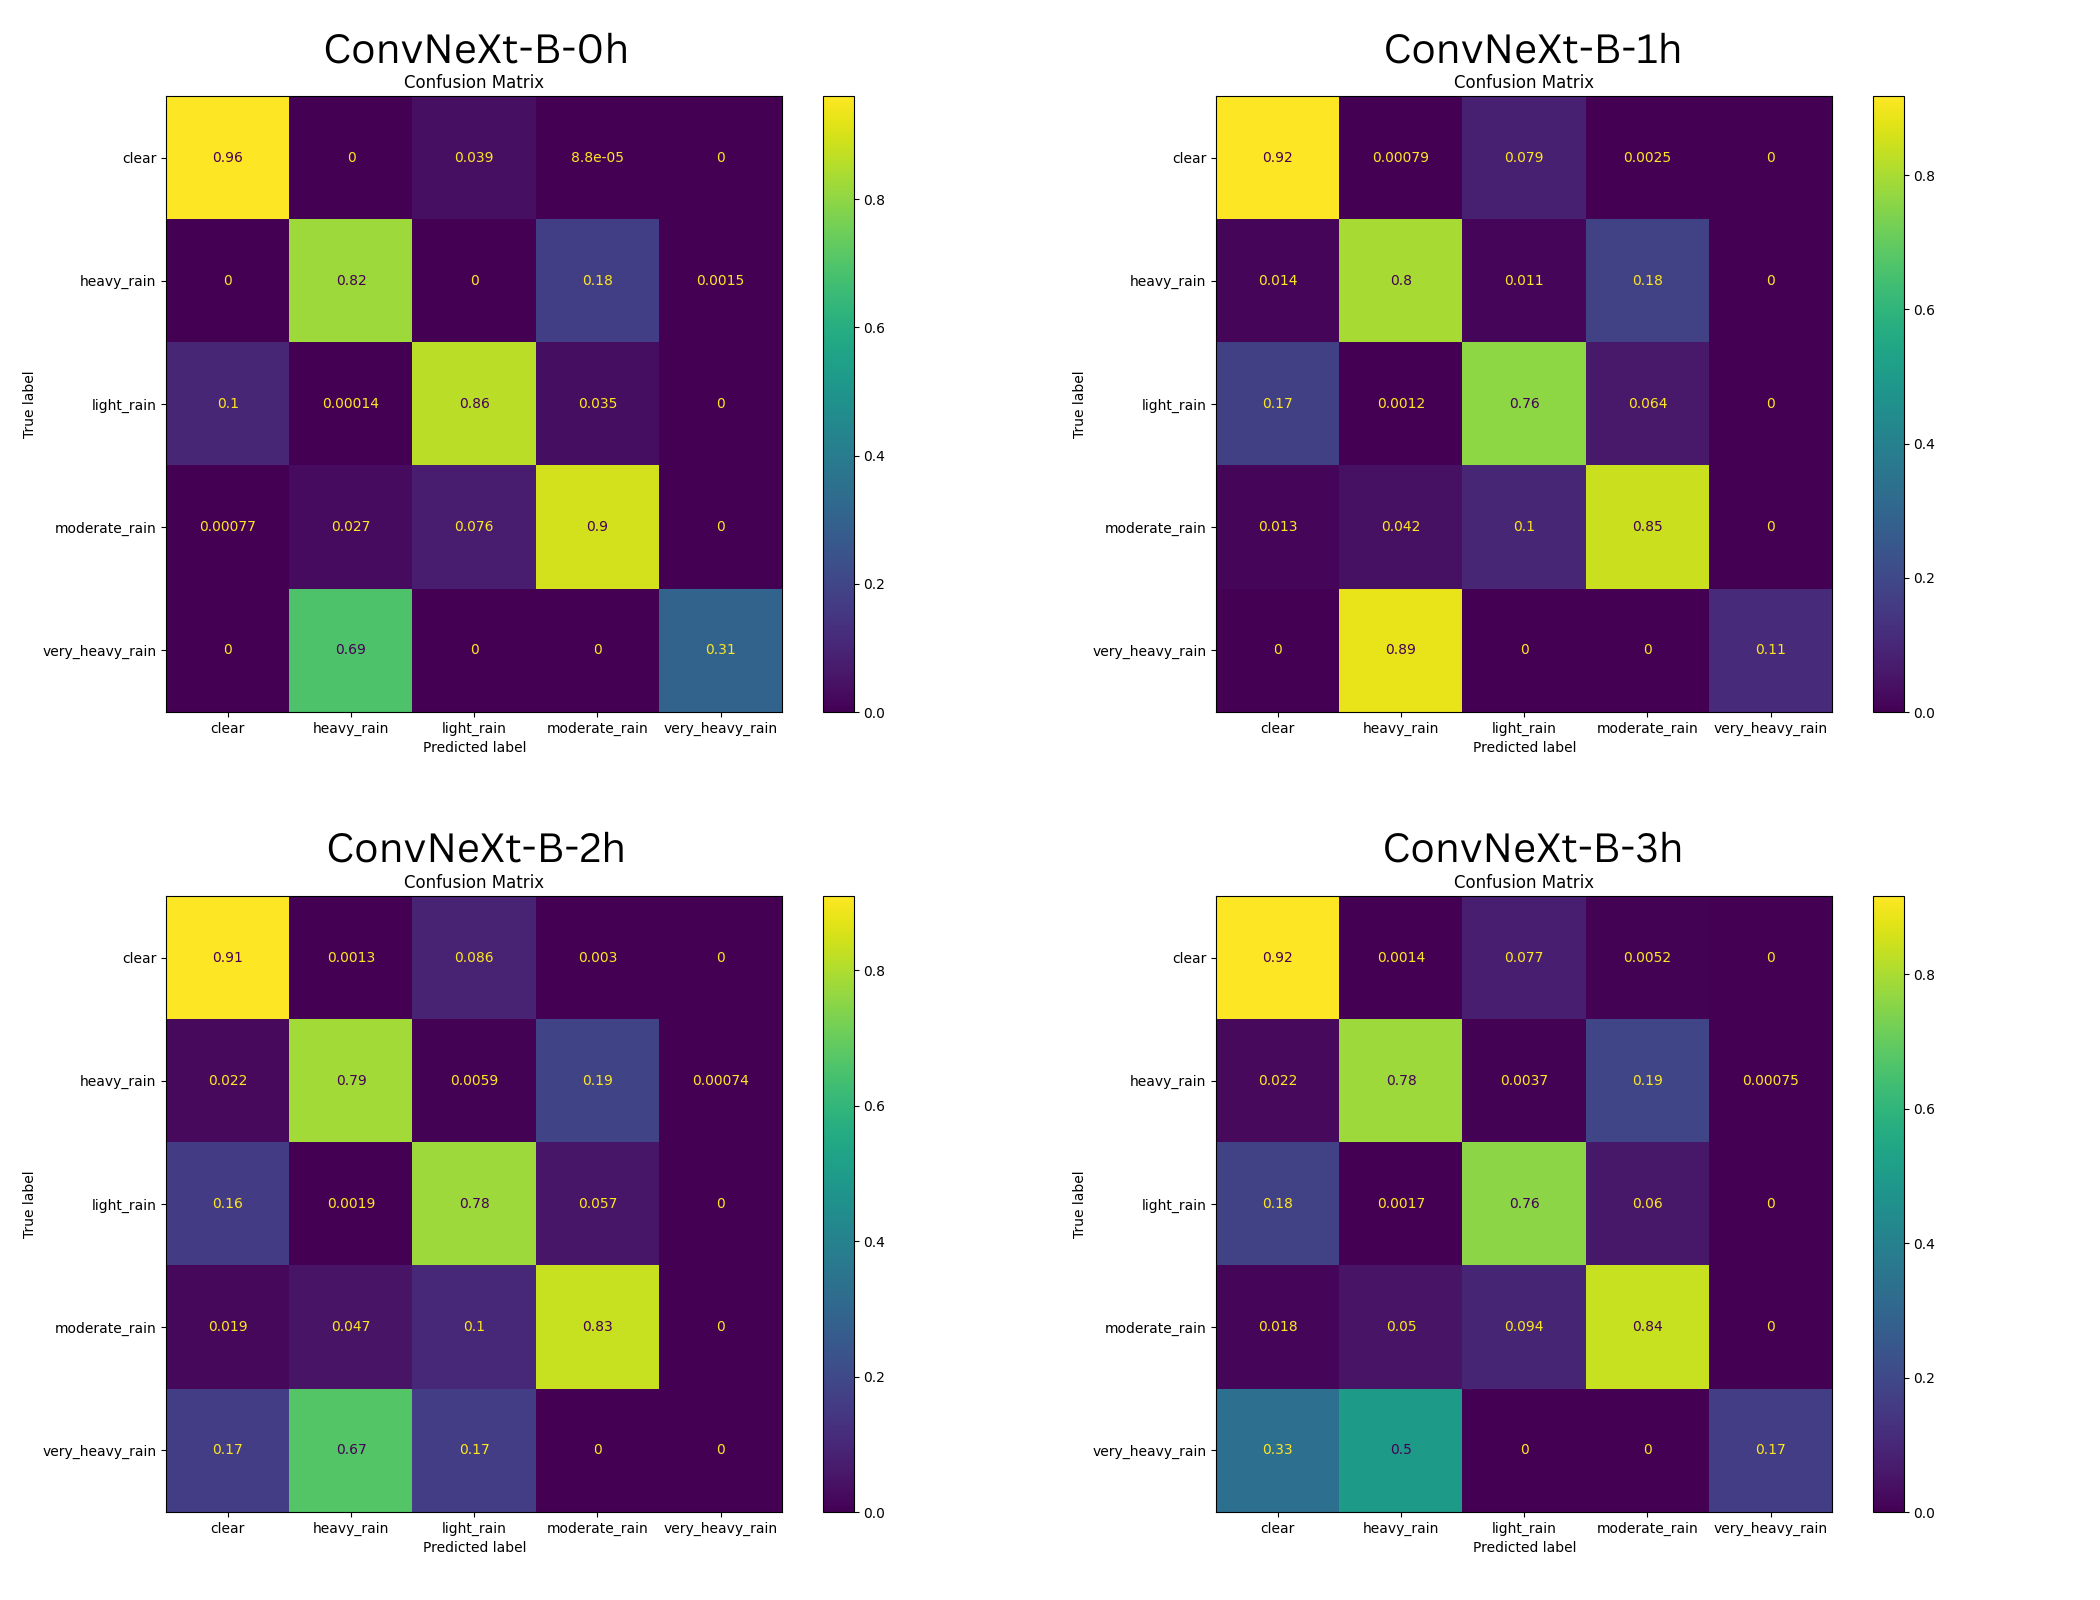 ConvNeXt-B-0h
Confusion Matrix
clear 0.96 0 0.039 8.8e-05 0
heavy_rain 0 0.82 0 0.18 0.0015
light_rain 0.1 0.00014 0.86 0.035 0
moderate_rain 0.00077 0.027 0.076 0.9 0
very_heavy_rain 0 0.69 0 0 0.31
True label
clear heavy_rain light_rain moderate_rain very_heavy_rain
Predicted label
0.8
0.6
0.4
0.2
0.0
ConvNeXt-B-1h
Confusion Matrix
clear 0.92 0.00079 0.079 0.0025 0
heavy_rain 0.014 0.8 0.011 0.18 0
light_rain 0.17 0.0012 0.76 0.064 0
moderate_rain 0.013 0.042 0.1 0.85 0
very_heavy_rain 0 0.89 0 0 0.11
True label
clear heavy_rain light_rain moderate_rain very_heavy_rain
Predicted label
0.8
0.6
0.4
0.2
0.0
ConvNeXt-B-2h
Confusion Matrix
clear 0.91 0.0013 0.086 0.003 0
heavy_rain 0.022 0.79 0.0059 0.19 0.00074
light_rain 0.16 0.0019 0.78 0.057 0
moderate_rain 0.019 0.047 0.1 0.83 0
very_heavy_rain 0.17 0.67 0.17 0 0
True label
clear heavy_rain light_rain moderate_rain very_heavy_rain
Predicted label
0.8
0.6
0.4
0.2
0.0
ConvNeXt-B-3h
Confusion Matrix
clear 0.92 0.0014 0.077 0.0052 0
heavy_rain 0.022 0.78 0.0037 0.19 0.00075
light_rain 0.18 0.0017 0.76 0.06 0
moderate_rain 0.018 0.05 0.094 0.84 0
very_heavy_rain 0.33 0.5 0 0 0.17
True label
clear heavy_rain light_rain moderate_rain very_heavy_rain
Predicted label
0.8
0.6
0.4
0.2
0.0